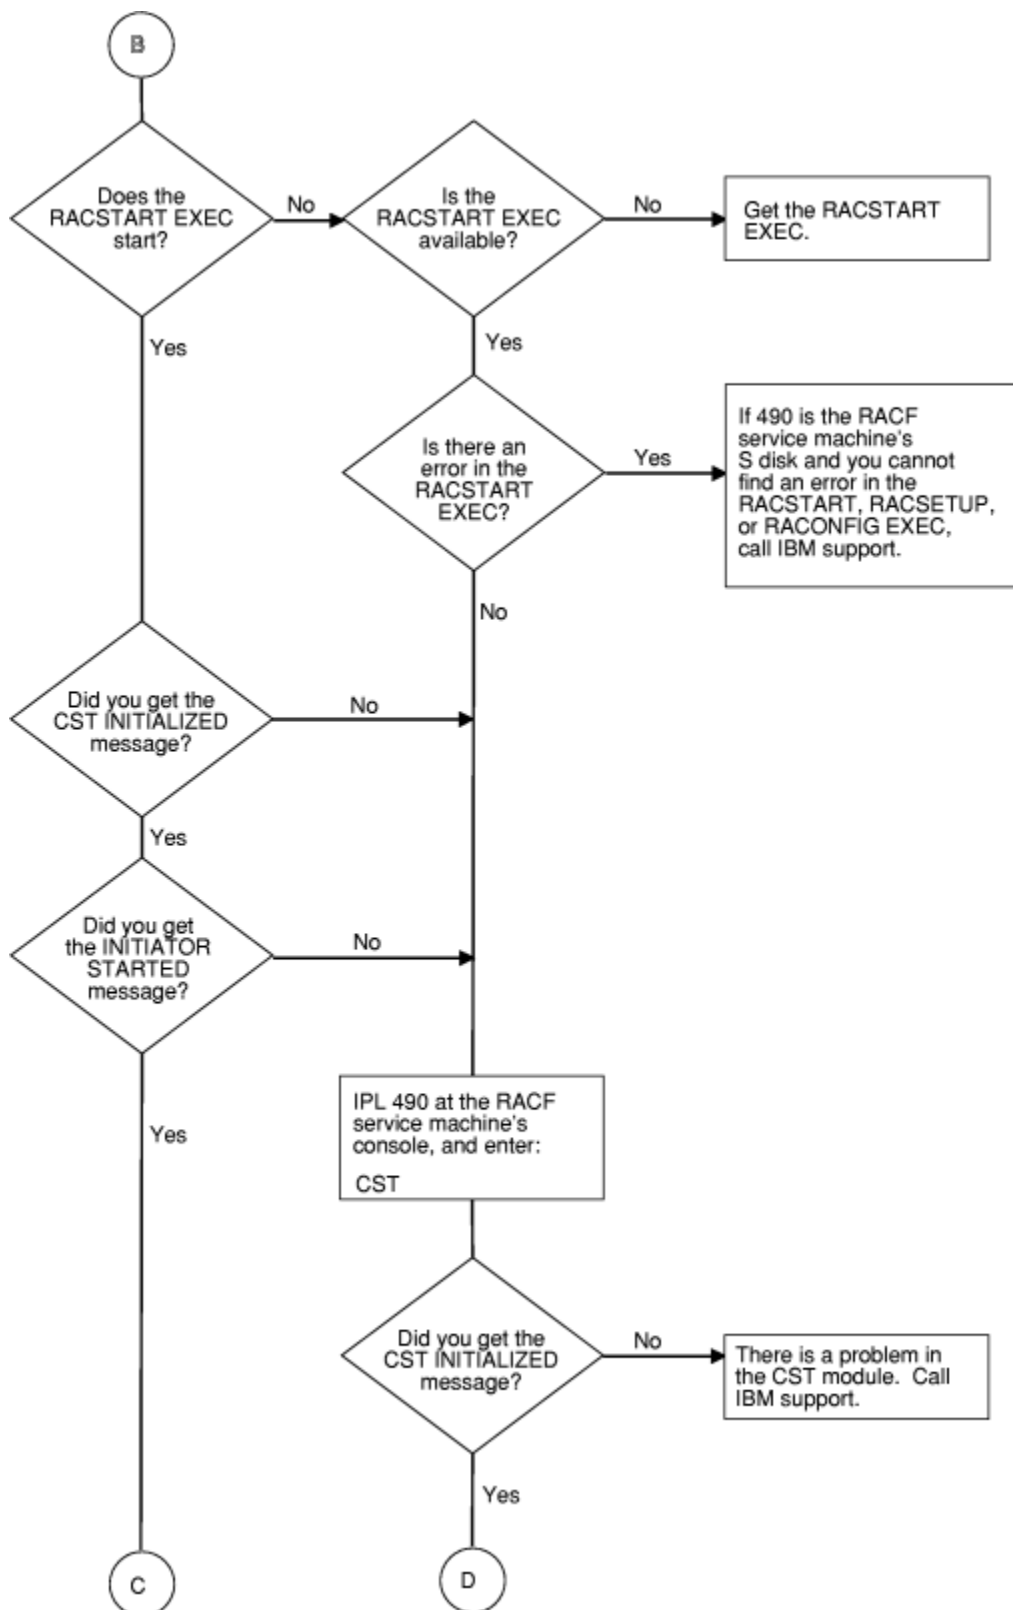 B
Does the
RACSTART EXEC
start?
No
Is the
RACSTART EXEC
available?
No
Get the RACSTART
EXEC.
Yes
Yes
Is there an
error in the
RACSTART
EXEC?
Yes
If 490 is the RACF
service machine's
S disk and you cannot
find an error in the
RACSTART, RACSETUP,
or RACONFIG EXEC,
call IBM support.
No
Did you get the
CST INITIALIZED
message?
No
Yes
Did you get
the INITIATOR
STARTED
message?
No
Yes
IPL 490 at the RACF
service machine's
console, and enter:
CST
Did you get the
CST INITIALIZED
message?
No
There is a problem in
the CST module. Call
IBM support.
Yes
C
D